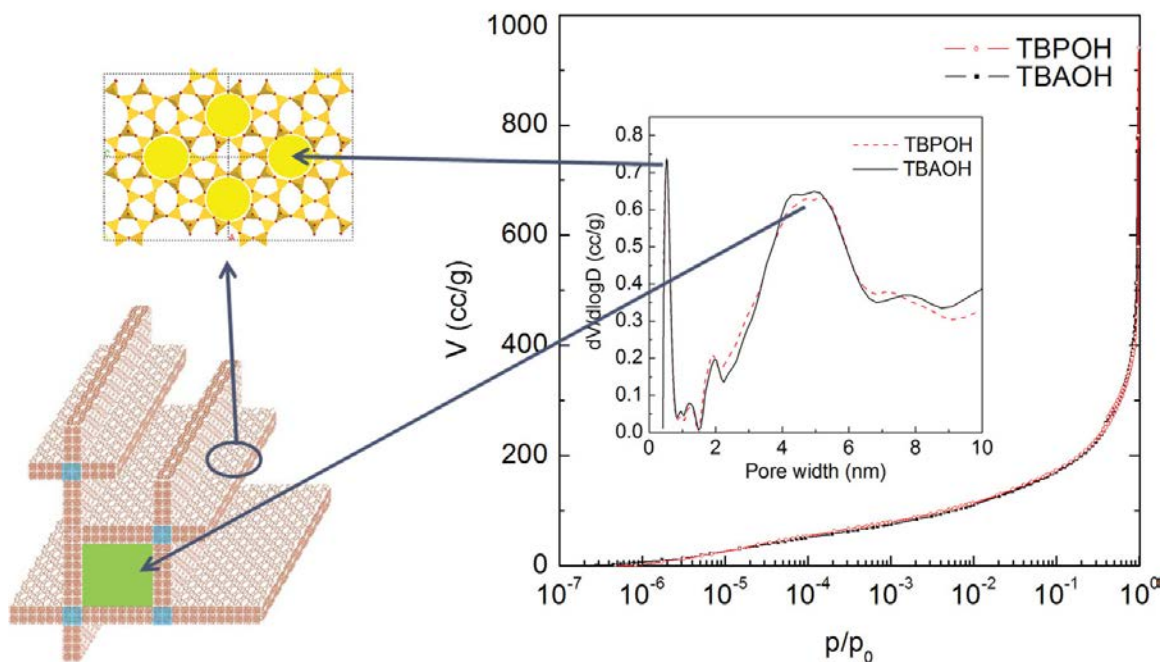 1000
800
600
400
200
0
V (cc/g)
TBPOH
TBAOH
0.8
0.7
0.6
0.5
0.4
0.3
0.2
0.1
0.0
dV/dlogD (cc/g)
TBPOH
TBAOH
0 2 4 6 8 10
Pore width (nm)
10⁻⁷ 10⁻⁶ 10⁻⁵ 10⁻⁴ 10⁻³ 10⁻² 10⁻¹ 10⁰
p/p₀